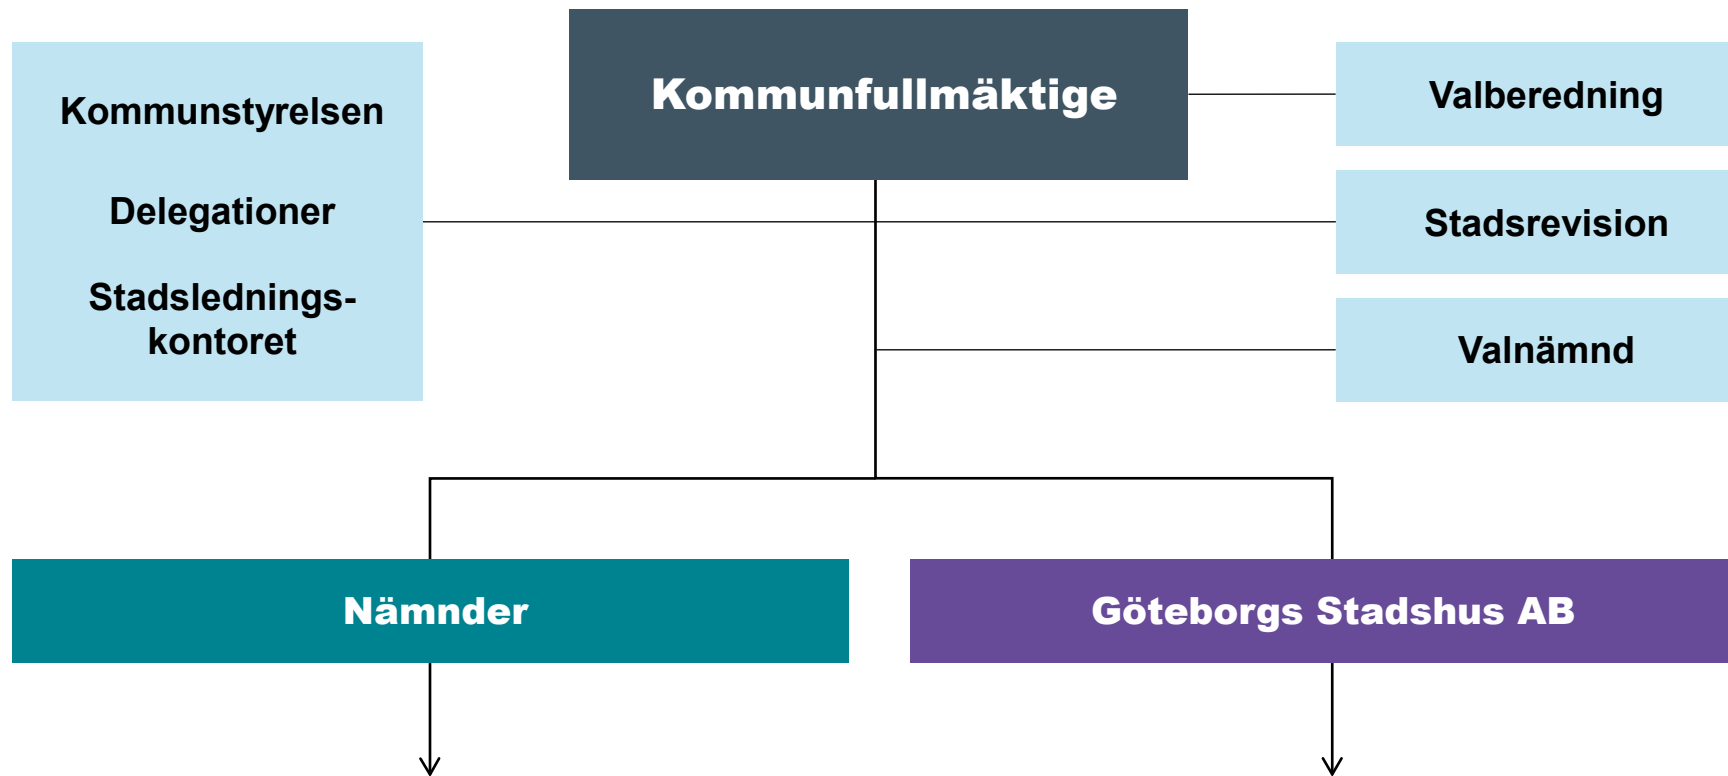 Kommunfullmäktige
Kommunstyrelsen
Delegationer
Stadslednings-
kontoret
Valberedning
Stadsrevision
Valnämnd
Nämnder
Göteborgs Stadshus AB